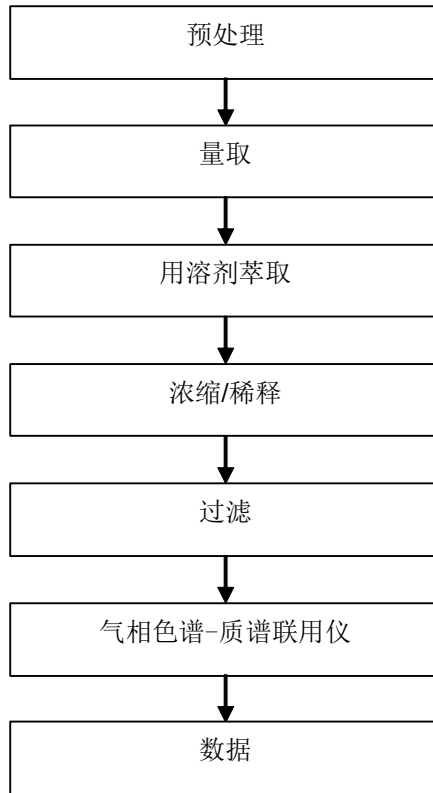 预处理
量取
用溶剂萃取
浓缩/稀释
过滤
气相色谱-质谱联用仪
数据